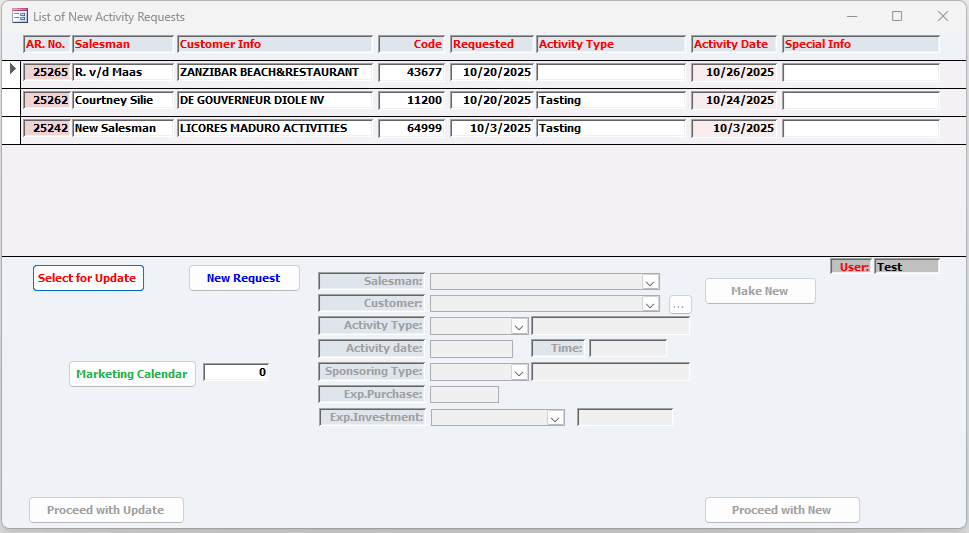 List of New Activity Requests
AR. No. Salesman Customer Info Code Requested Activity Type Activity Date Special Info
25265 R. v/d Maas ZANZIBAR BEACH&RESTAURANT 43677 10/20/2025 10/26/2025
25262 Courtney Silie DE GOUVERNEUR DIOLE NV 11200 10/20/2025 Tasting 10/24/2025
25242 New Salesman LICORES MADURO ACTIVITIES 64999 10/3/2025 Tasting 10/3/2025
User: Test
Select for Update New Request Salesman: Make New
Customer: ...
Activity Type:
Activity date: Time:
Marketing Calendar 0 Sponsoring Type:
Exp.Purchase:
Exp.Investment:
Proceed with Update Proceed with New